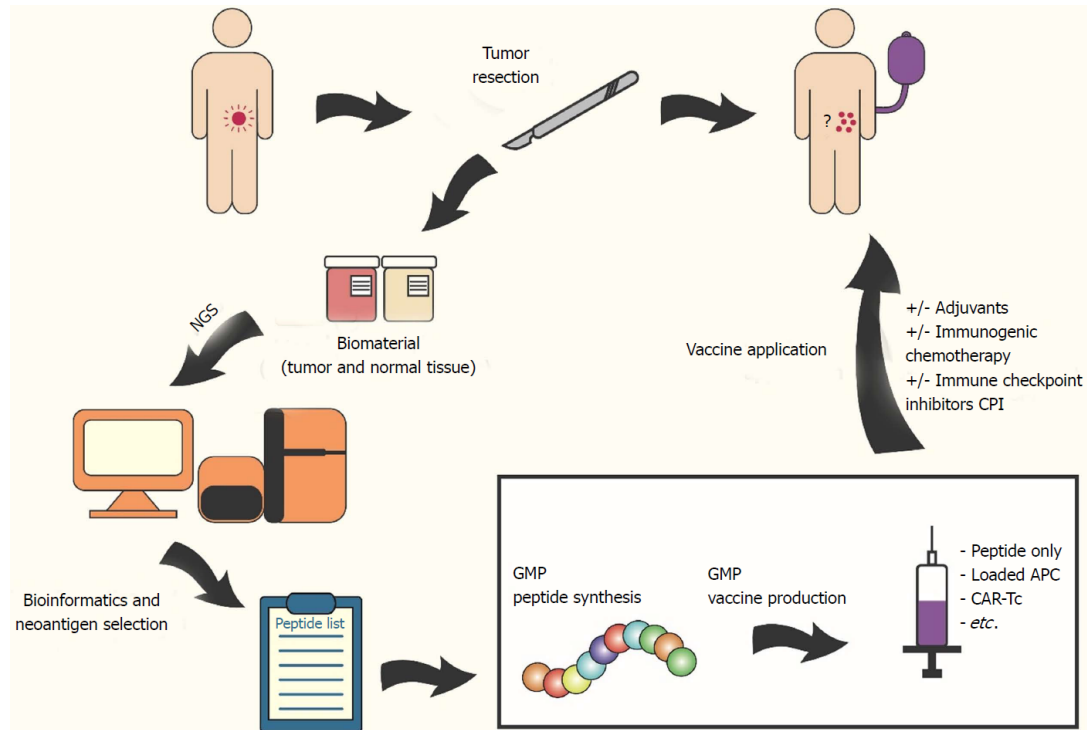 Tumor
resection
?
NGS
Biomaterial
(tumor and normal tissue)
Vaccine application
+/- Adjuvants
+/- Immunogenic
chemotherapy
+/- Immune checkpoint
inhibitors CPI
Bioinformatics and
neoantigen selection
Peptide list
GMP
peptide synthesis
GMP
vaccine production
- Peptide only
- Loaded APC
- CAR-Tc
- etc.